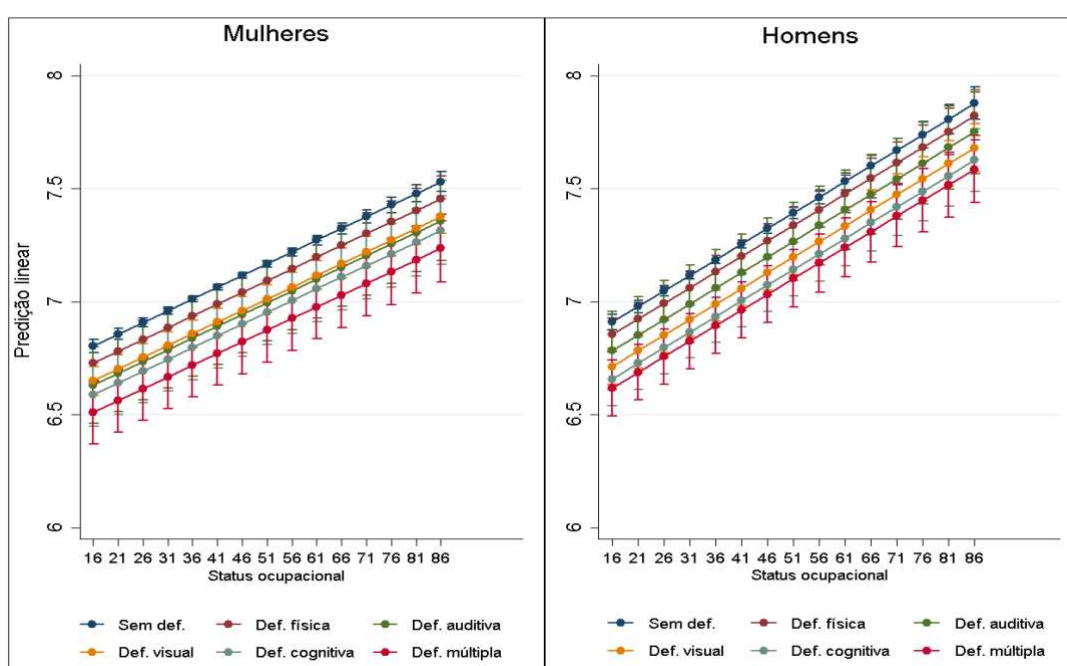 Mulheres
Predição linear
8
7.5
7
6.5
6
16 21 26 31 36 41 46 51 56 61 66 71 76 81 86
Status ocupacional
Sem def. Def. física Def. auditiva
Def. visual Def. cognitiva Def. múltipla
Homens
8
7.5
7
6.5
6
16 21 26 31 36 41 46 51 56 61 66 71 76 81 86
Status ocupacional
Sem def. Def. física Def. auditiva
Def. visual Def. cognitiva Def. múltipla